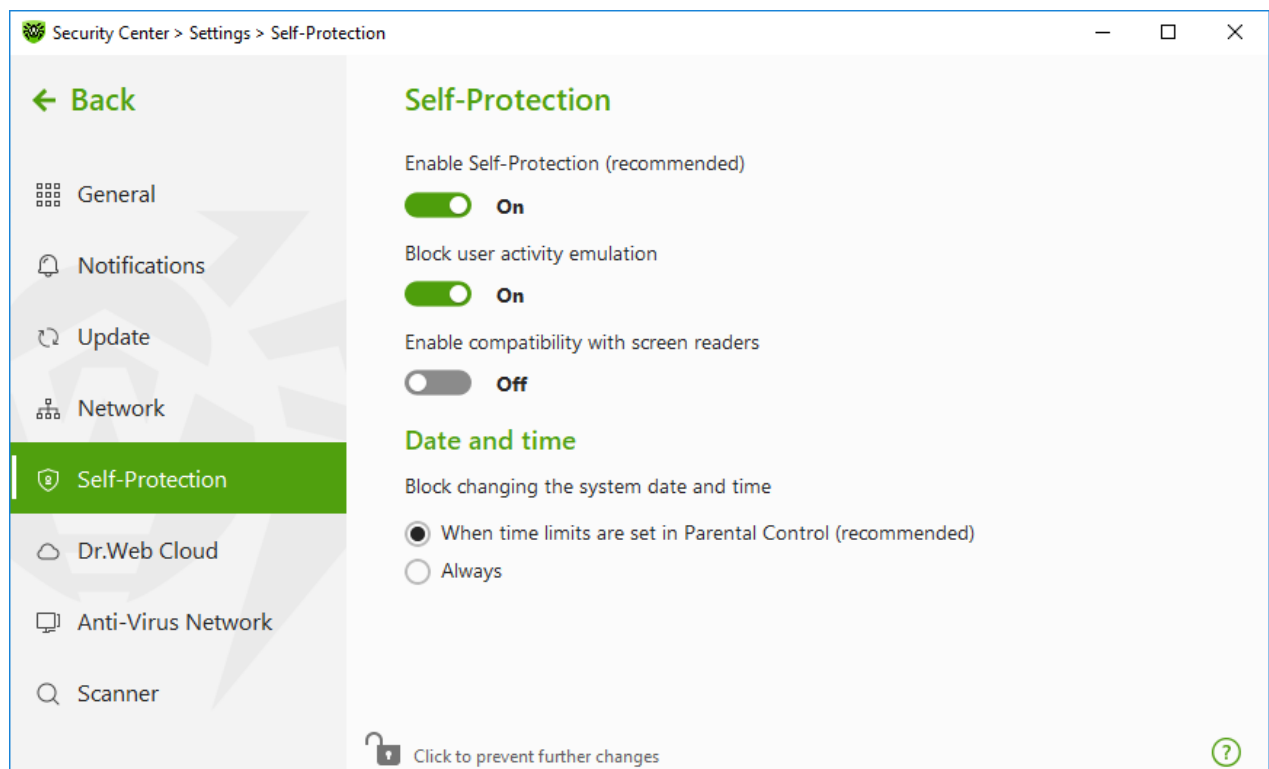 Security Center > Settings > Self-Protection
Back
General
Notifications
Update
Network
Self-Protection
Dr.Web Cloud
Anti-Virus Network
Scanner
Self-Protection
Enable Self-Protection (recommended)
On
Block user activity emulation
On
Enable compatibility with screen readers
Off
Date and time
Block changing the system date and time
When time limits are set in Parental Control (recommended)
Always
Click to prevent further changes
?